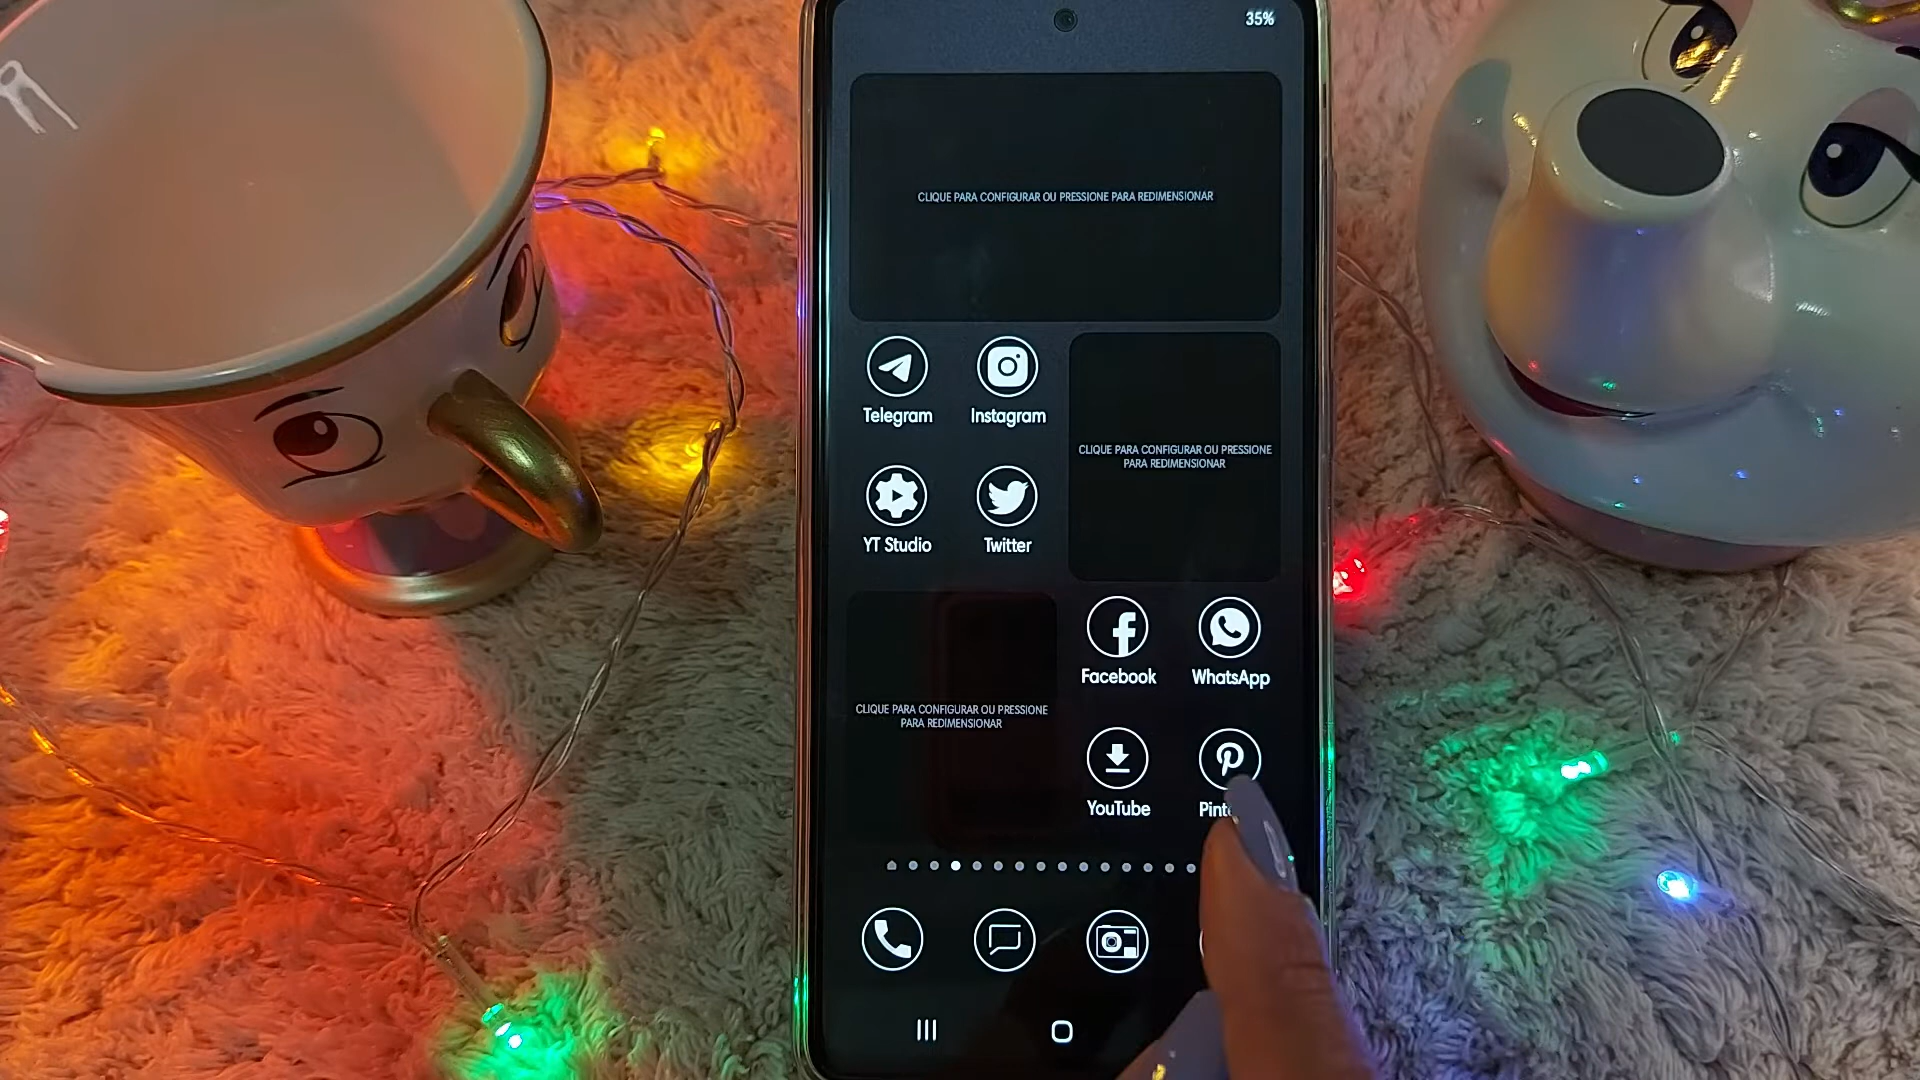 35%
CLIQUE PARA CONFIGURAR OU PRESSIONE PARA REDIMENSIONAR
Telegram
Instagram
CLIQUE PARA CONFIGURAR OU PRESSIONE
PARA REDIMENSIONAR
YT Studio
Twitter
CLIQUE PARA CONFIGURAR OU PRESSIONE
PARA REDIMENSIONAR
Facebook
WhatsApp
YouTube